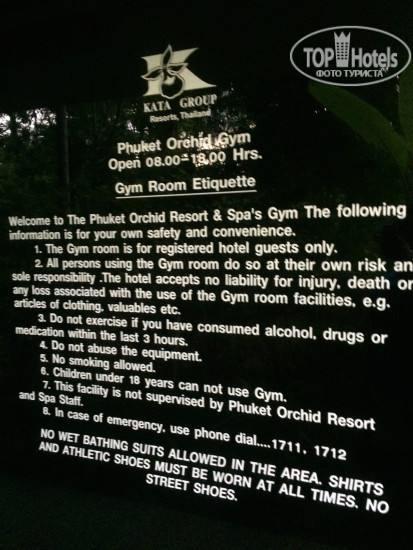 TOP Hotels
ФОТО ТУРИСТА
K
KATA GROUP
Resorts, Thailand
Phuket Orchid Gym
Open 08.00-18.00 Hrs.
Gym Room Etiquette
Welcome to The Phuket Orchid Resort & Spa's Gym The following
information is for your own safety and convenience.
1. The Gym room is for registered hotel guests only.
2. All persons using the Gym room do so at their own risk an
sole responsibility .The hotel accepts no liability for injury, death or
any loss associated with the use of the Gym room facilities, e.g.
articles of clothing, valuables etc.
3. Do not exercise if you have consumed alcohol, drugs or
medication within the last 3 hours.
4. Do not abuse the equipment.
5. No smoking allowed.
6. Children under 18 years can not use Gym.
7. This facility is not supervised by Phuket Orchid Resort
and Spa Staff.
8. In case of emergency, use phone dial....1711, 1712
NO WET BATHING SUITS ALLOWED IN THE AREA. SHIRTS
AND ATHLETIC SHOES MUST BE WORN AT ALL TIMES. NO
STREET SHOES.